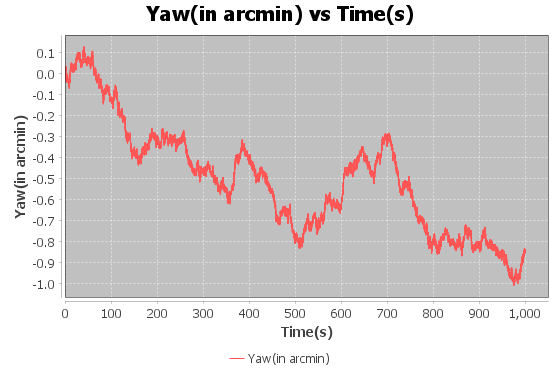 Yaw(in arcmin) vs Time(s)
Yaw(in arcmin)
0.1
0.0
-0.1
-0.2
-0.3
-0.4
-0.5
-0.6
-0.7
-0.8
-0.9
-1.0
0 100 200 300 400 500 600 700 800 900 1,000
Time(s)
Yaw(in arcmin)